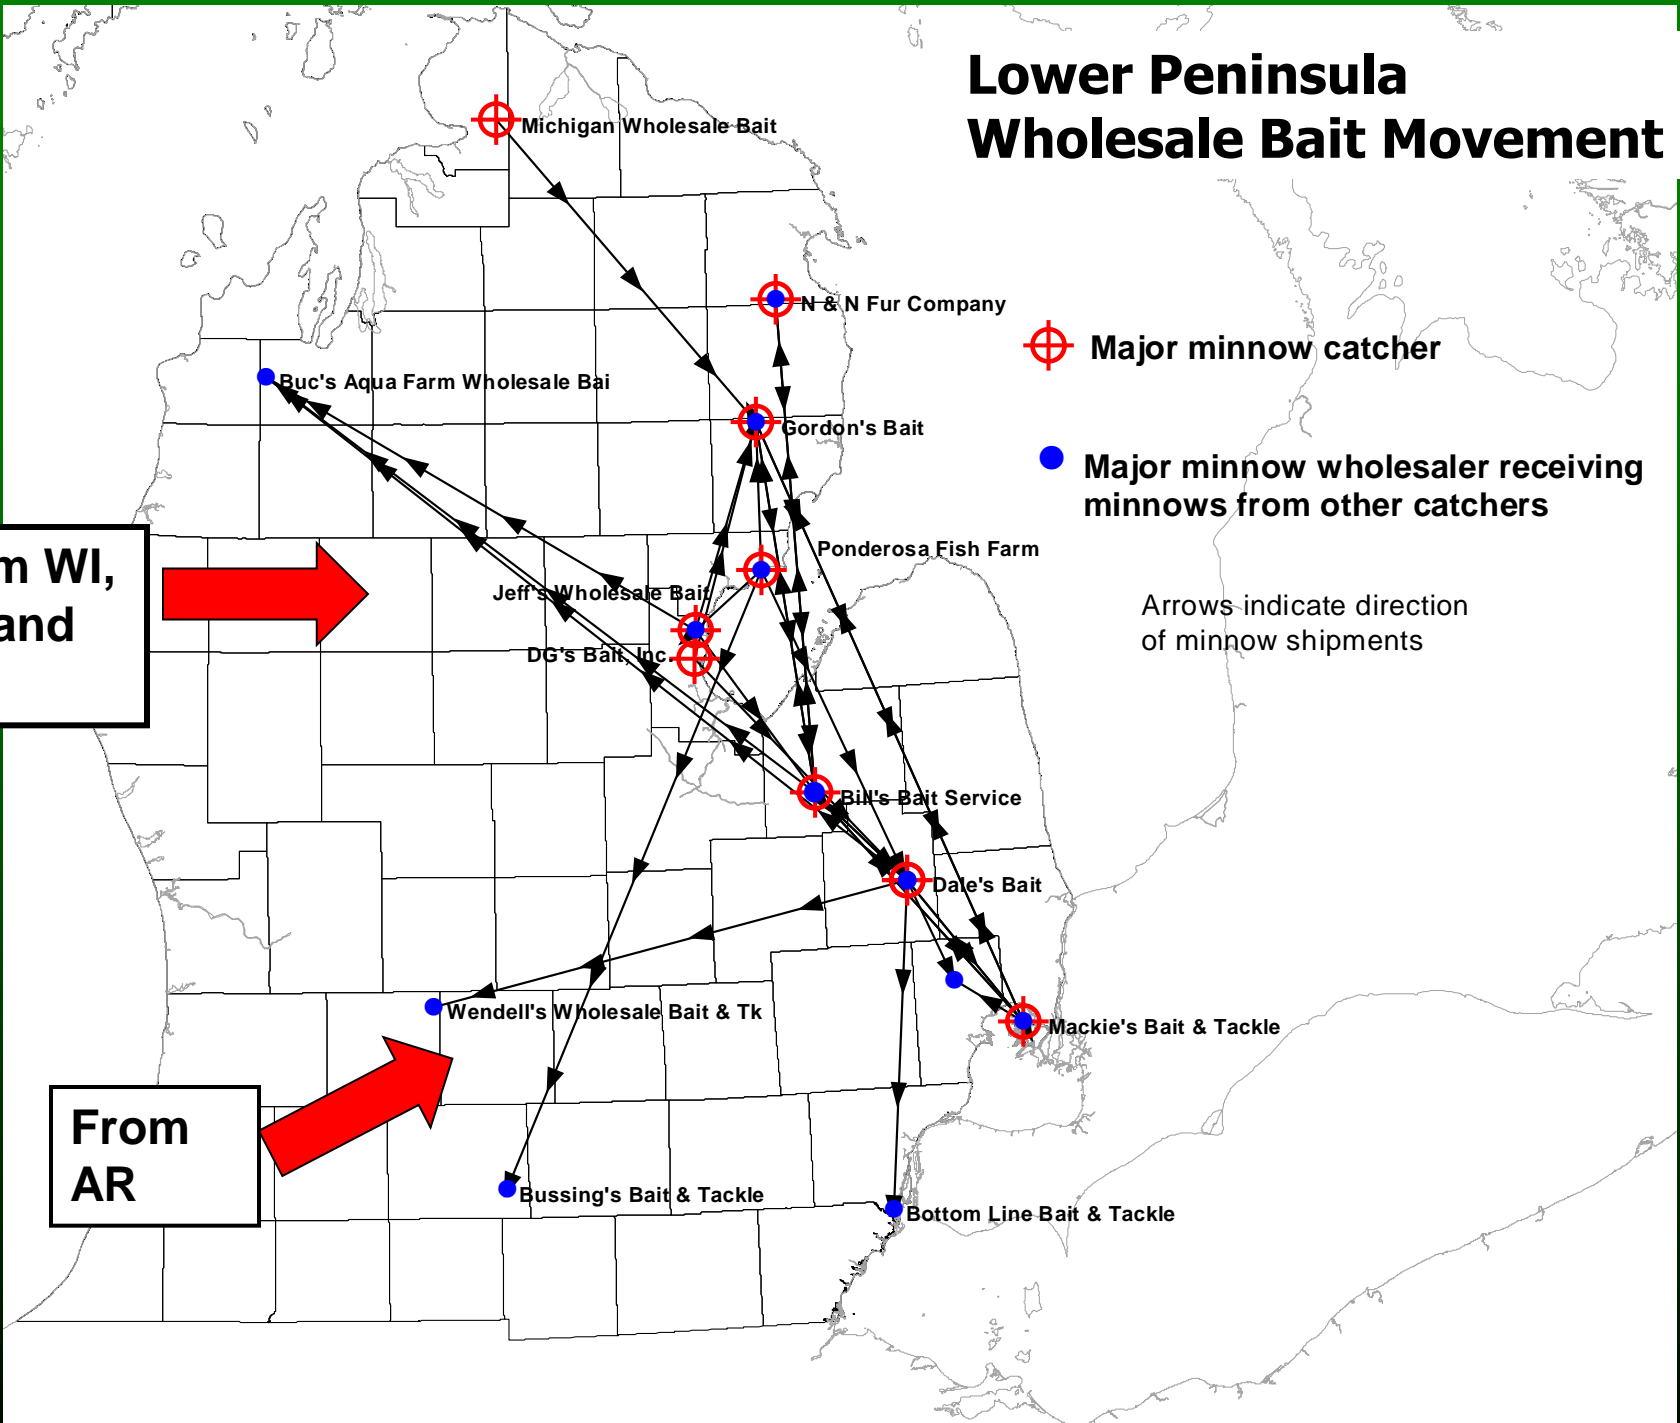 Lower Peninsula
Wholesale Bait Movement
Michigan Wholesale Bait
N & N Fur Company
Major minnow catcher
Buc's Aqua Farm Wholesale Bai
Gordon's Bait
Major minnow wholesaler receiving
minnows from other catchers
Ponderosa Fish Farm
m WI,
and
Jeff's Wholesale Bait
Arrows indicate direction
of minnow shipments
DG's Bait, Inc.
Bill's Bait Service
Dale's Bait
Wendell's Wholesale Bait & Tk
Mackie's Bait & Tackle
From
AR
Bussing's Bait & Tackle
Bottom Line Bait & Tackle